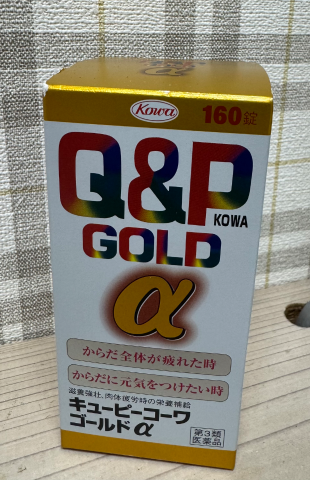 Kowa
160錠
Q&P
KOWA
GOLD
α
からだ全体が疲れた時
からだに元気をつけたい時
滋養強壮、肉体疲労時の栄養補給
キューピーコーワ
ゴールドα
第3類
医薬品